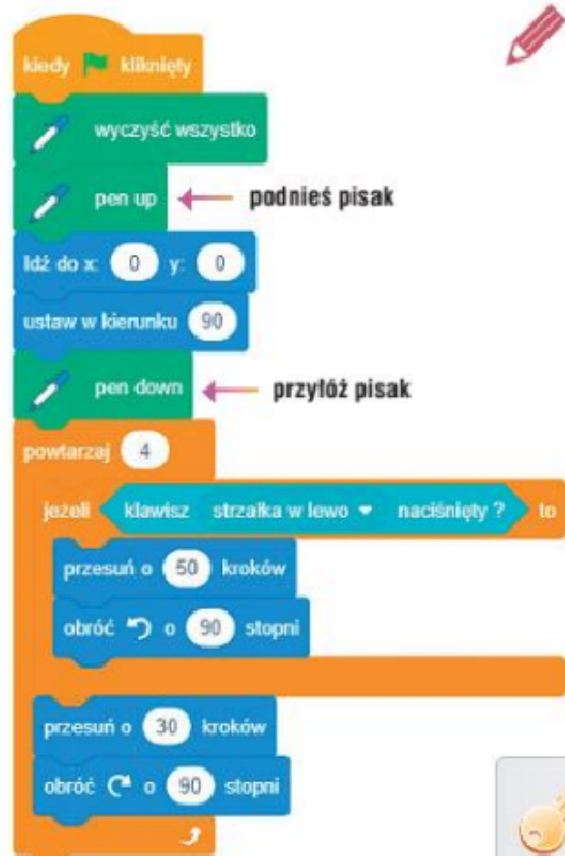 kiedy kliknięty
wyczyść wszystko
pen up podnieś pisak
Idź do x: 0 y: 0
ustaw w kierunku 90
pen down przyłóż pisak
powtarzaj 4
jeżeli klawisz strzałka w lewo naciśnięty ? to
przesuń o 50 kroków
obróć o 90 stopni
przesuń o 30 kroków
obróć o 90 stopni